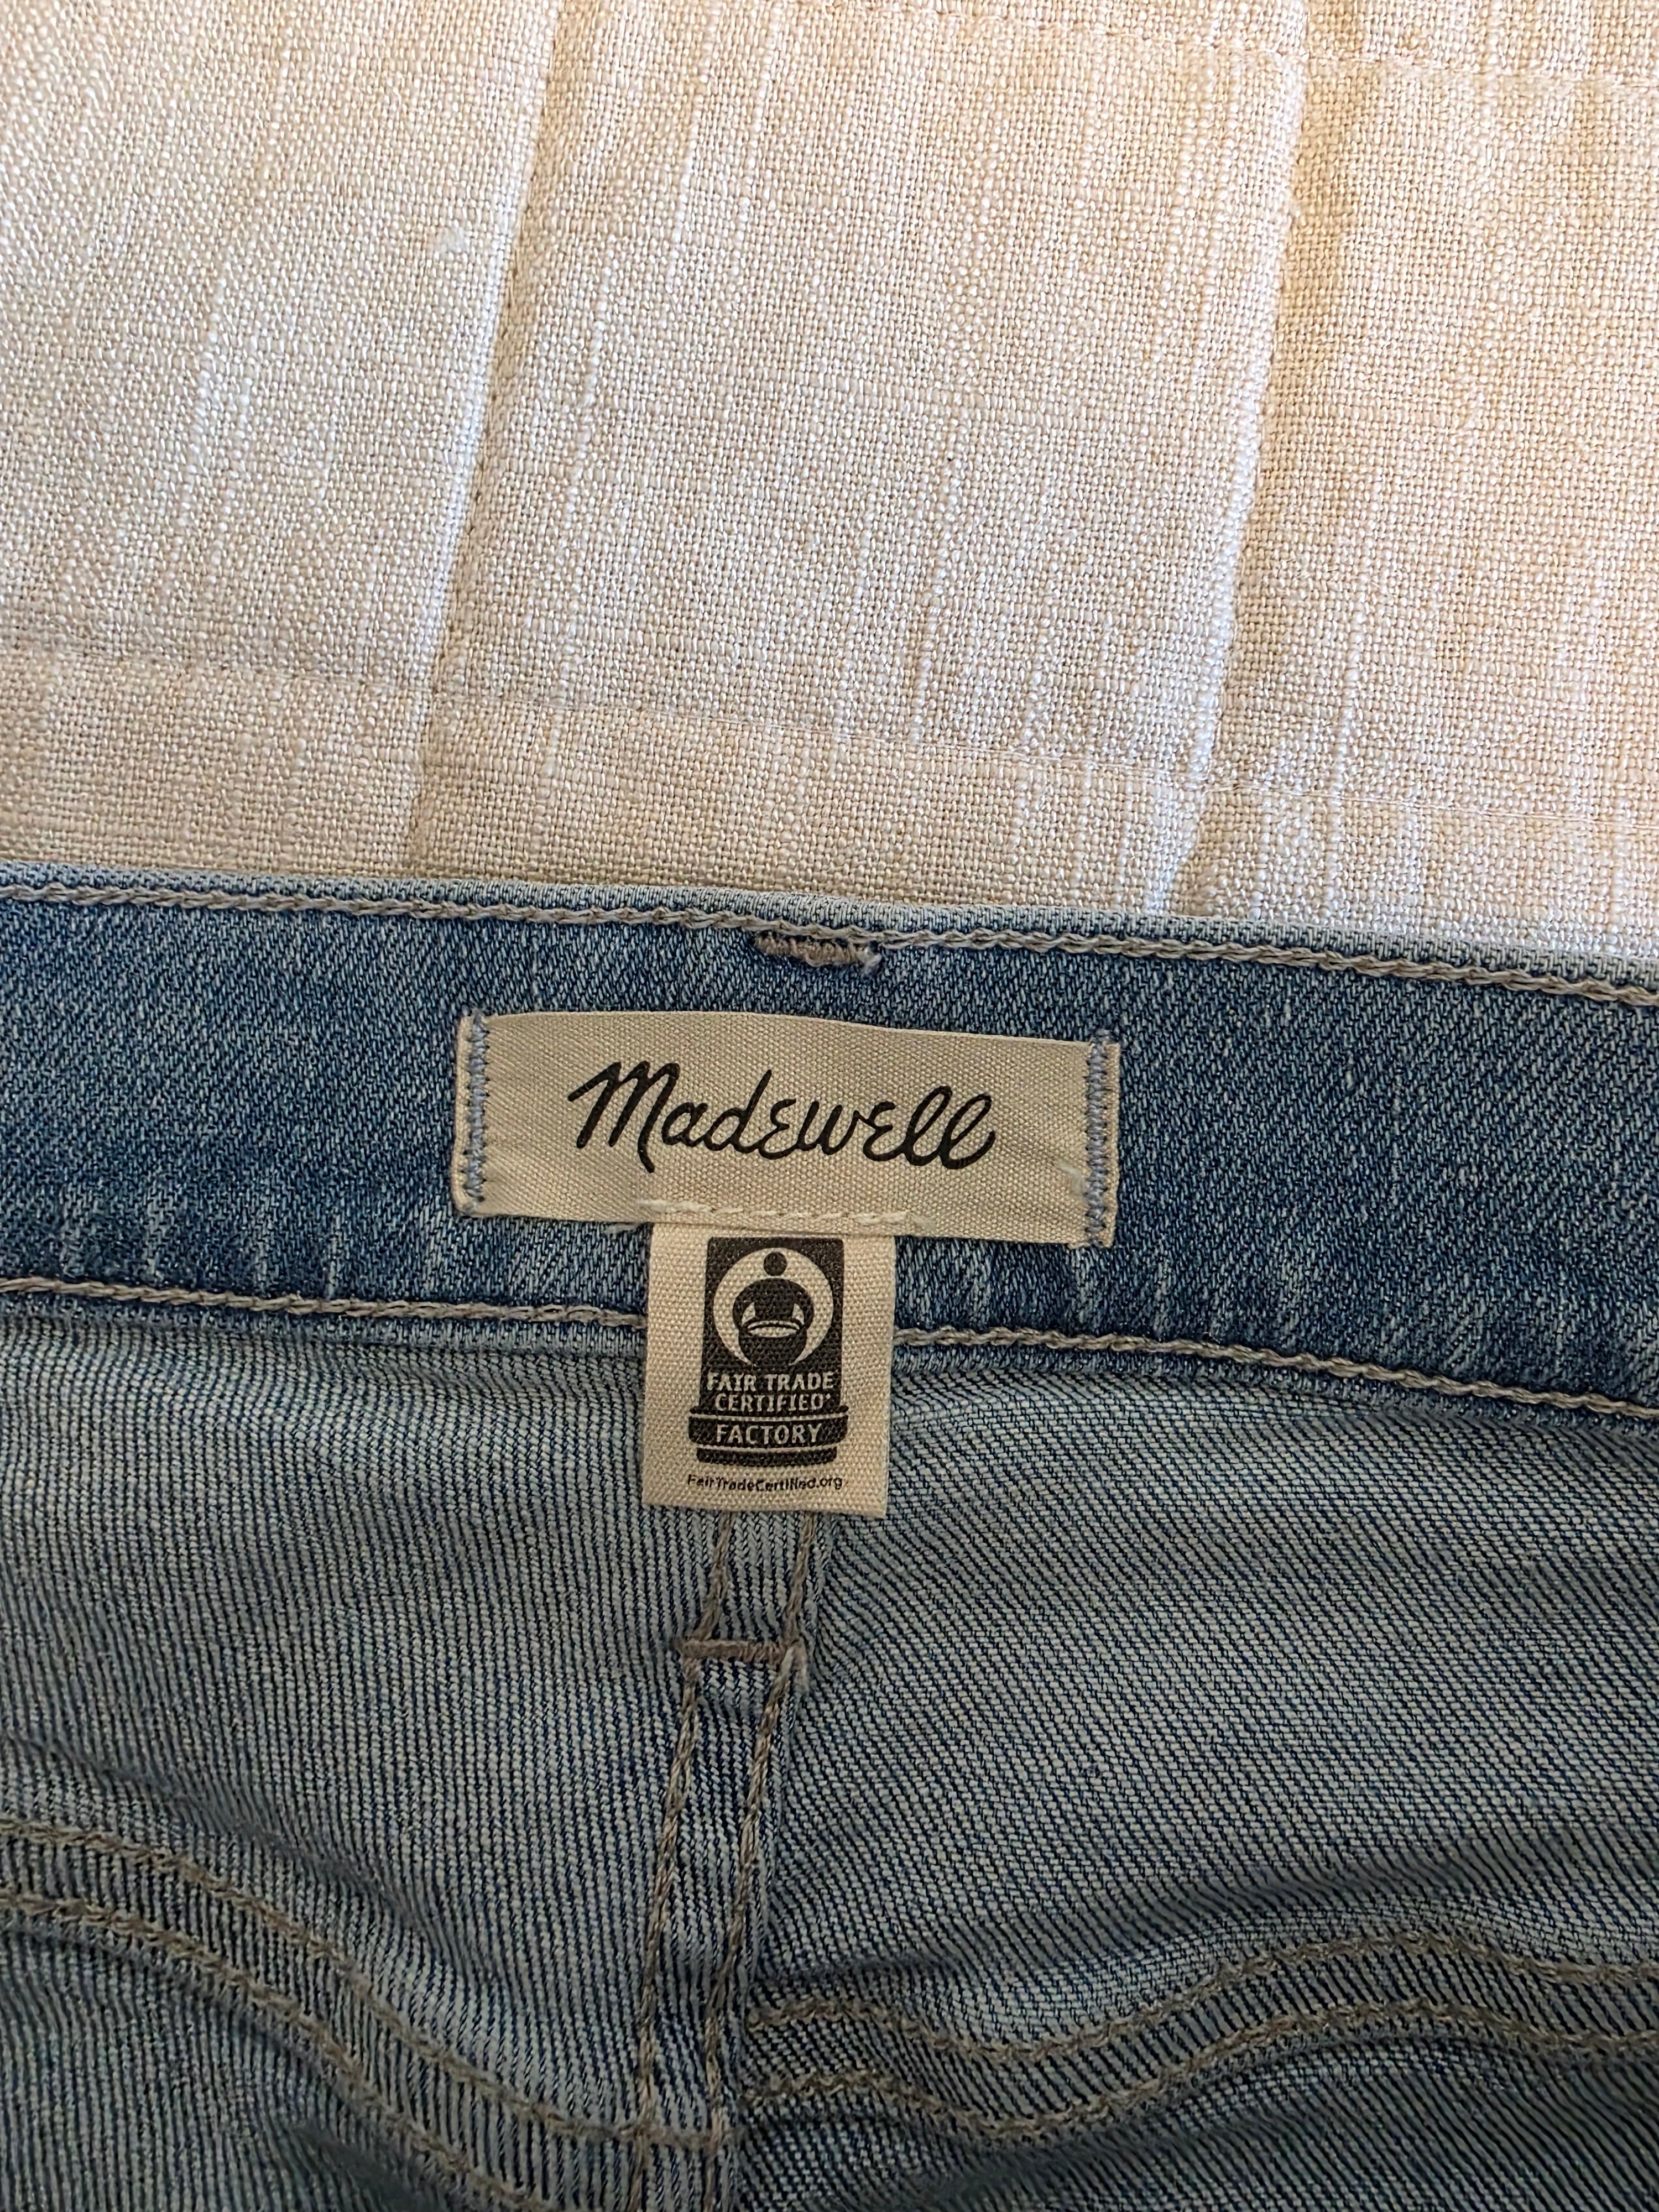 Madewell
FAIR TRADE
CERTIFIED
FACTORY
FairTradeCertified.org